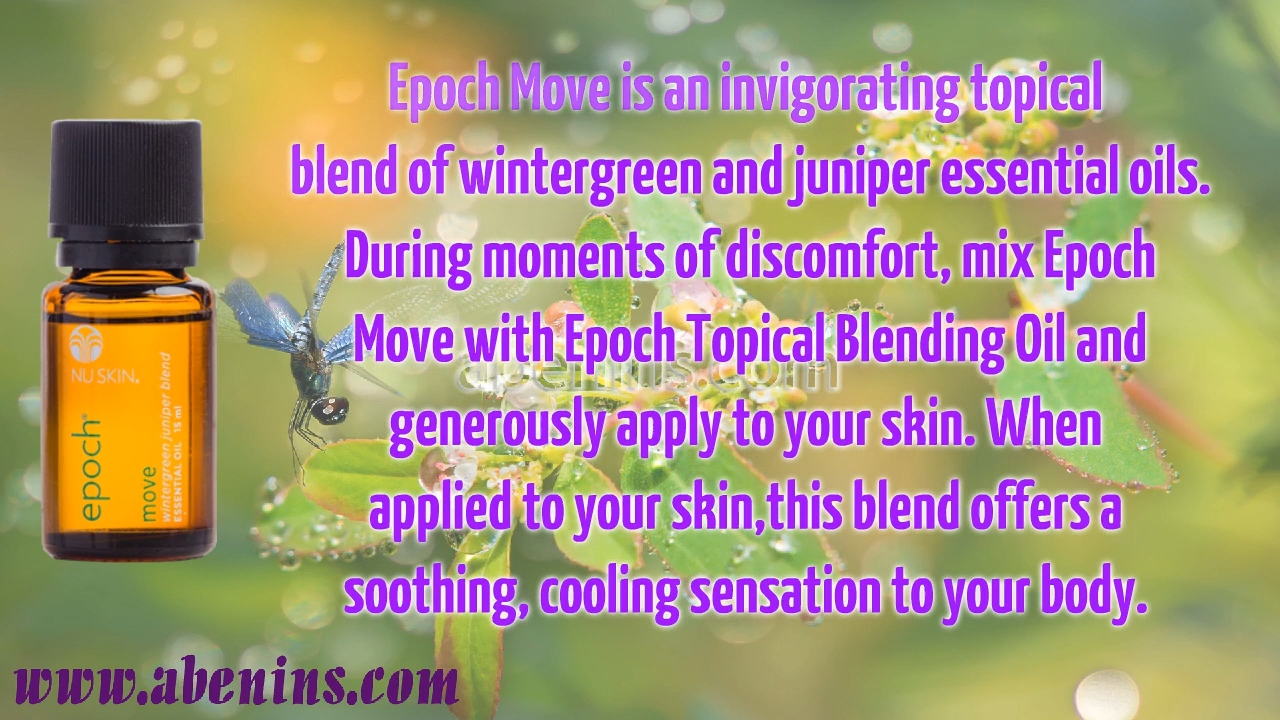 Epoch Move is an invigorating topical
blend of wintergreen and juniper essential oils.
During moments of discomfort, mix Epoch
Move with Epoch Topical Blending Oil and
generously apply to your skin. When
applied to your skin,this blend offers a
soothing, cooling sensation to your body.
abenins.com
NU SKIN®
epoch®
move
wintergreen juniper blend
ESSENTIAL OIL 15 ml
www.abenins.com